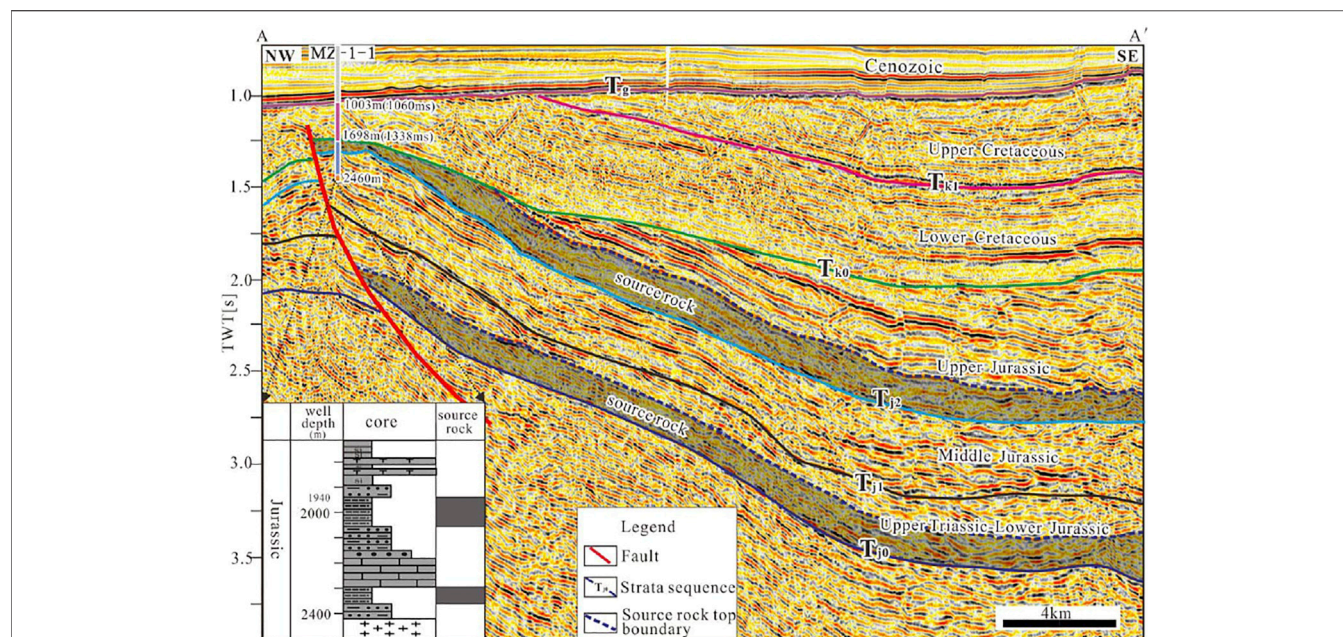 A
A′
NW
MZ-1-1
SE
Cenozoic
Tg
1.0
1003m(1060ms)
1698m(1338ms)
Upper Cretaceous
2460m
1.5
Tk1
Lower Cretaceous
Tk0
2.0
source rock
TWT[s]
Upper Jurassic
2.5
source rock
Tj2
Middle Jurassic
3.0
Tj1
Upper Triassic-Lower Jurassic
Tj0
3.5
well depth (m)
core
source rock
Jurassic
1940
2000
2400
Legend
Fault
Strata sequence
Source rock top
boundary
4km